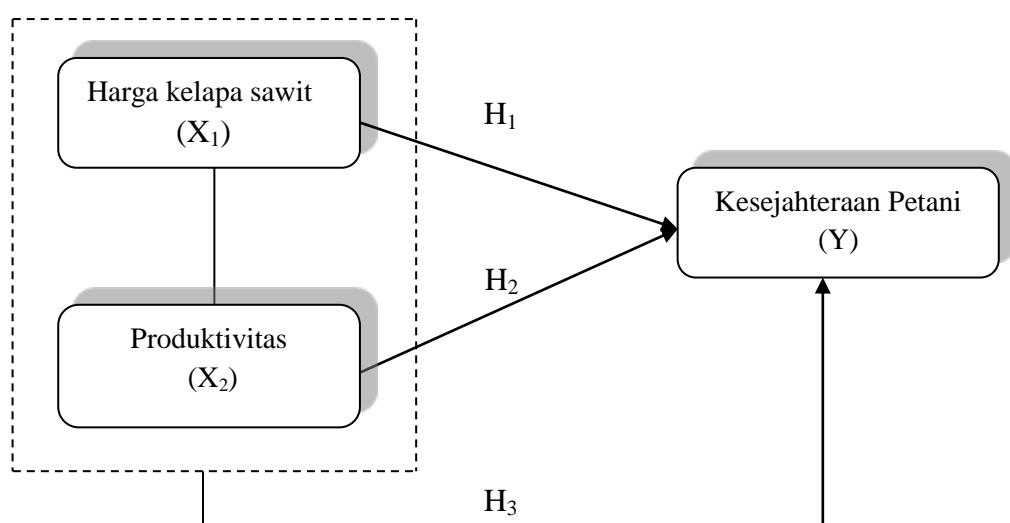 Harga kelapa sawit
(X₁)
H₁
Kesejahteraan Petani
(Y)
H₂
Produktivitas
(X₂)
H₃